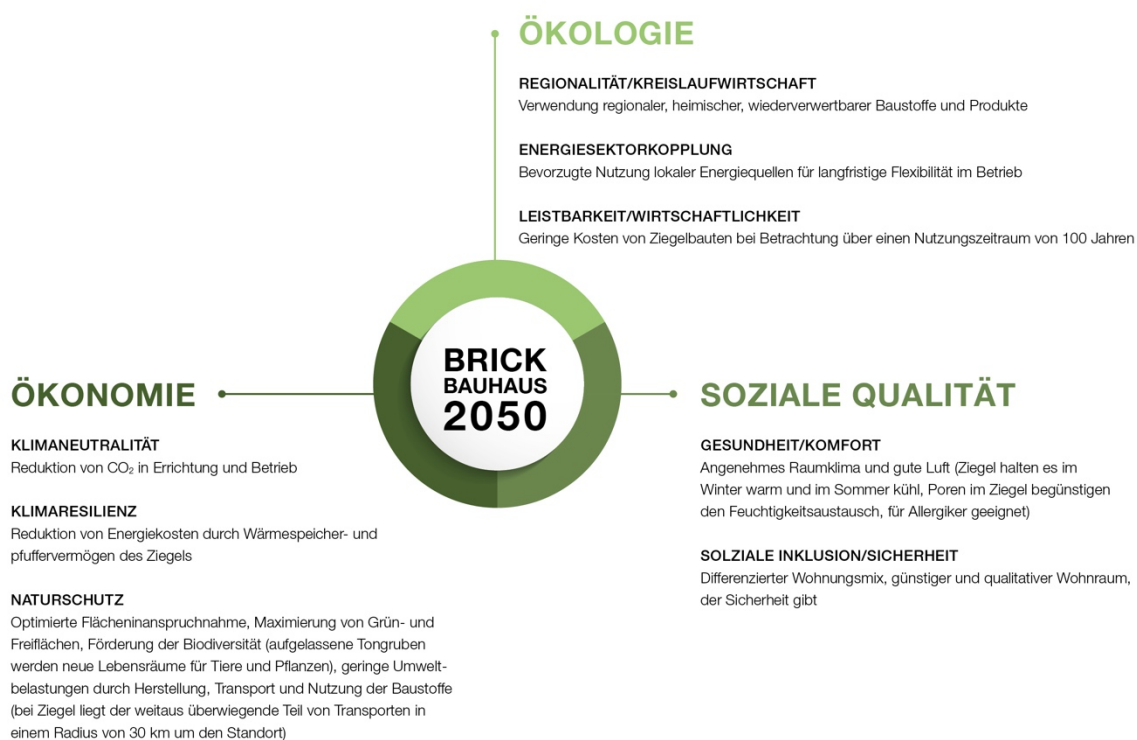 ÖKOLOGIE
REGIONALITÄT/KREISLAUFWIRTSCHAFT
Verwendung regionaler, heimischer, wiederverwertbarer Baustoffe und Produkte
ENERGIESEKTORKOPPLUNG
Bevorzugte Nutzung lokaler Energiequellen für langfristige Flexibilität im Betrieb
LEISTBARKEIT/WIRTSCHAFTLICHKEIT
Geringe Kosten von Ziegelbauten bei Betrachtung über einen Nutzungszeitraum von 100 Jahren
BRICK
BAUHAUS
2050
ÖKONOMIE
KLIMANEUTRALITÄT
Reduktion von CO₂ in Errichtung und Betrieb
KLIMARESILIENZ
Reduktion von Energiekosten durch Wärmespeicher- und
pfuffervermögen des Ziegels
NATURSCHUTZ
Optimierte Flächeninanspruchnahme, Maximierung von Grün- und
Freiflächen, Förderung der Biodiversität (aufgelassene Tongruben
werden neue Lebensräume für Tiere und Pflanzen), geringe Umwelt-
belastungen durch Herstellung, Transport und Nutzung der Baustoffe
(bei Ziegel liegt der weitaus überwiegende Teil von Transporten in
einem Radius von 30 km um den Standort)
SOZIALE QUALITÄT
GESUNDHEIT/KOMFORT
Angenehmes Raumklima und gute Luft (Ziegel halten es im
Winter warm und im Sommer kühl, Poren im Ziegel begünstigen
den Feuchtigkeitsaustausch, für Allergiker geeignet)
SOLZIALE INKLUSION/SICHERHEIT
Differenzierter Wohnungsmix, günstiger und qualitativer Wohnraum,
der Sicherheit gibt